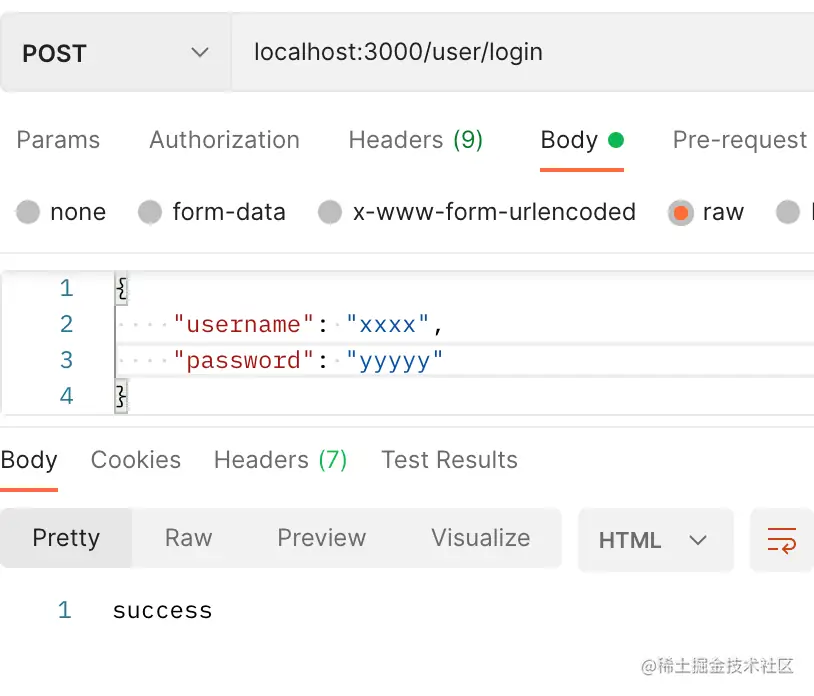 POST localhost:3000/user/login
Params Authorization Headers (9) Body Pre-request
none form-data x-www-form-urlencoded raw
1 {
2 "username": "xxxx",
3 "password": "yyyyy"
4 }
Body Cookies Headers (7) Test Results
Pretty Raw Preview Visualize HTML
1 success
@稀土掘金技术社区